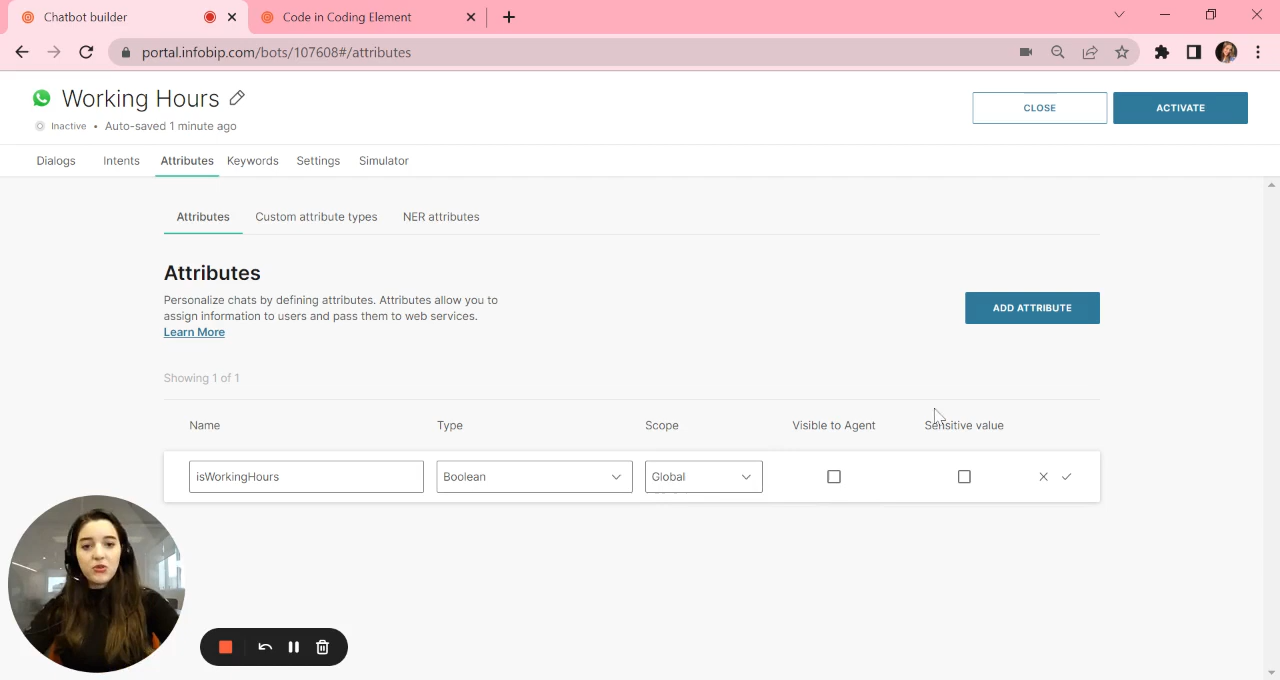 Chatbot builder
Code in Coding Element
portal.infobip.com/bots/107608#/attributes
Working Hours
CLOSE
ACTIVATE
Inactive • Auto-saved 1 minute ago
Dialogs
Intents
Attributes
Keywords
Settings
Simulator
Attributes
Custom attribute types
NER attributes
Attributes
Personalize chats by defining attributes. Attributes allow you to
assign information to users and pass them to web services.
Learn More
ADD ATTRIBUTE
Showing 1 of 1
Name
Type
Scope
Visible to Agent
Sensitive value
isWorkingHours
Boolean
Global